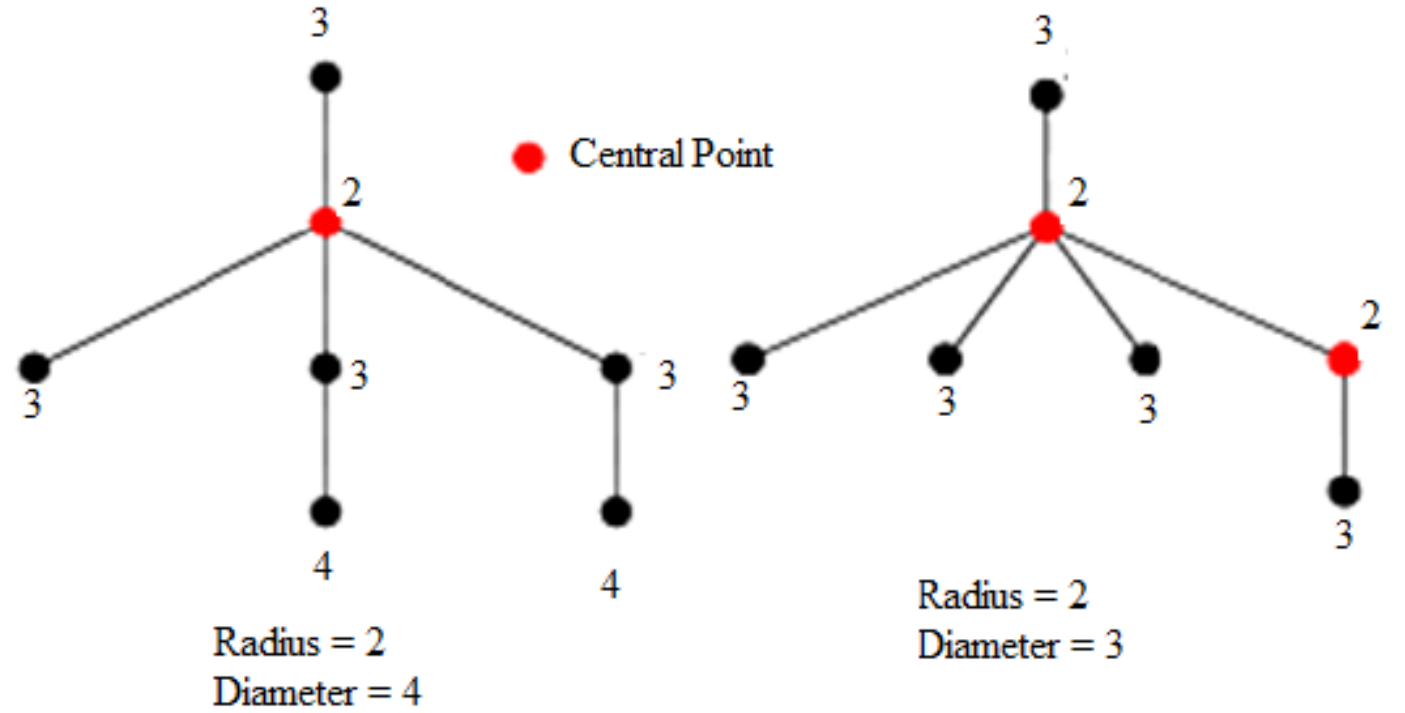 3
3
Central Point
2
2
2
3
3
3
3
3
3
4
4
3
Radius = 2
Diameter = 3
Radius = 2
Diameter = 4